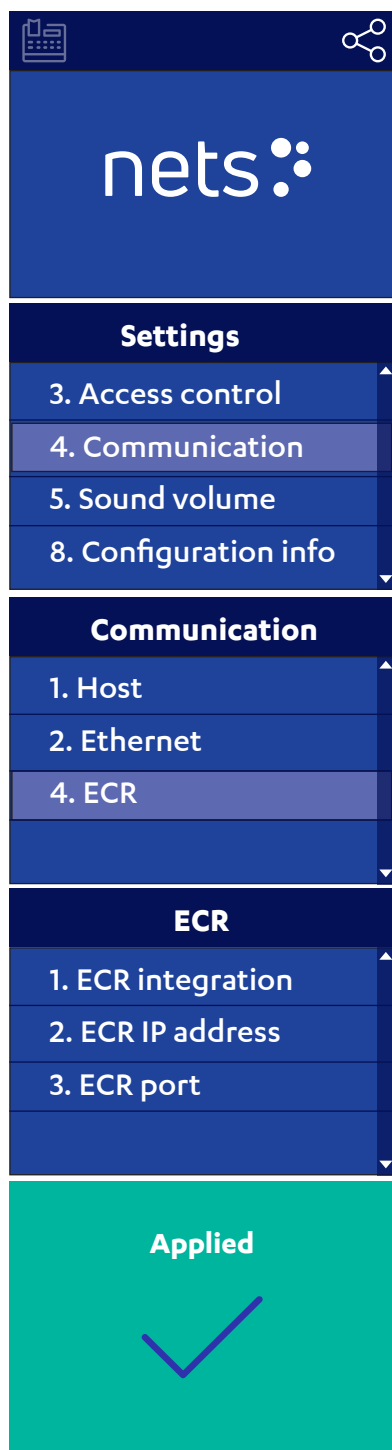 nets
Settings
3. Access control
4. Communication
5. Sound volume
8. Configuration info
Communication
1. Host
2. Ethernet
4. ECR
ECR
1. ECR integration
2. ECR IP address
3. ECR port
Applied